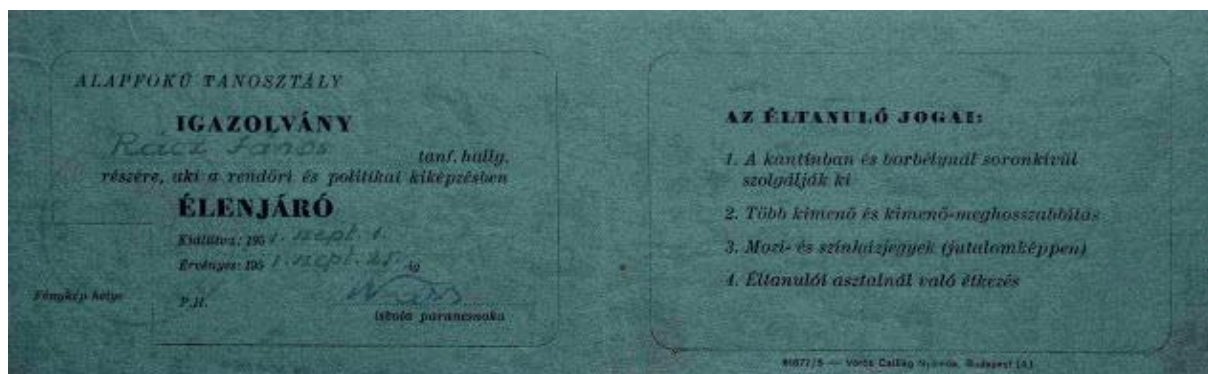 ALAPFOKÚ TANOSZTÁLY
IGAZOLVÁNY
Rácz János
tanf. hallg.
részére, aki a rendőri és politikai kiképzésben
ÉLENJÁRÓ
Kiállítva: 1951. szept. 1.
Érvényes: 1951. szept. 25.-ig
Fénykép helye
P.H.
iskola parancsnoka
AZ ÉLTANULÓ JOGAI:
1. A kantinban és borbélynál soronkívül
szolgálják ki
2. Több kimenő és kimenő-meghosszabbítás
3. Mozi- és színházjegyek (jutalomképpen)
4. Éltanulói asztalnál való étkezés
Vörös Csillag Nyomda, Budapest